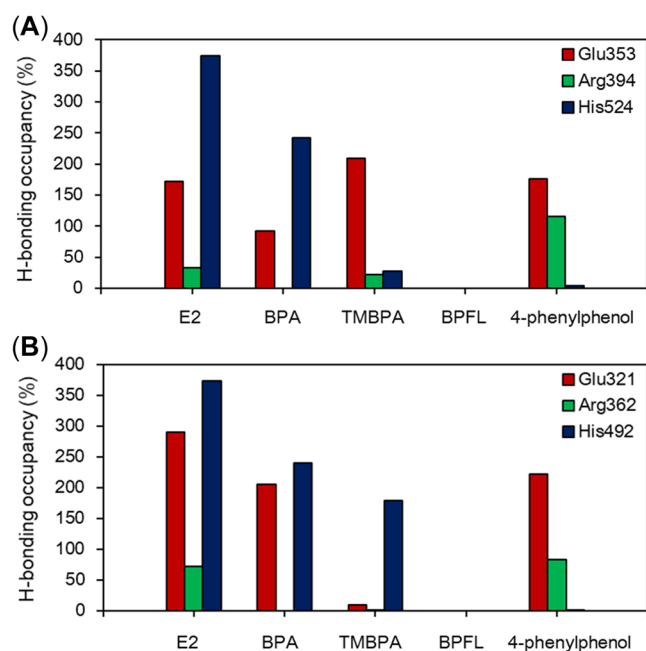 (A)
H-bonding occupancy (%)
400
350
300
250
200
150
100
50
0
Glu353
Arg394
His524
E2 BPA TMBPA BPFL 4-phenylphenol
(B)
H-bonding occupancy (%)
400
350
300
250
200
150
100
50
0
Glu321
Arg362
His492
E2 BPA TMBPA BPFL 4-phenylphenol